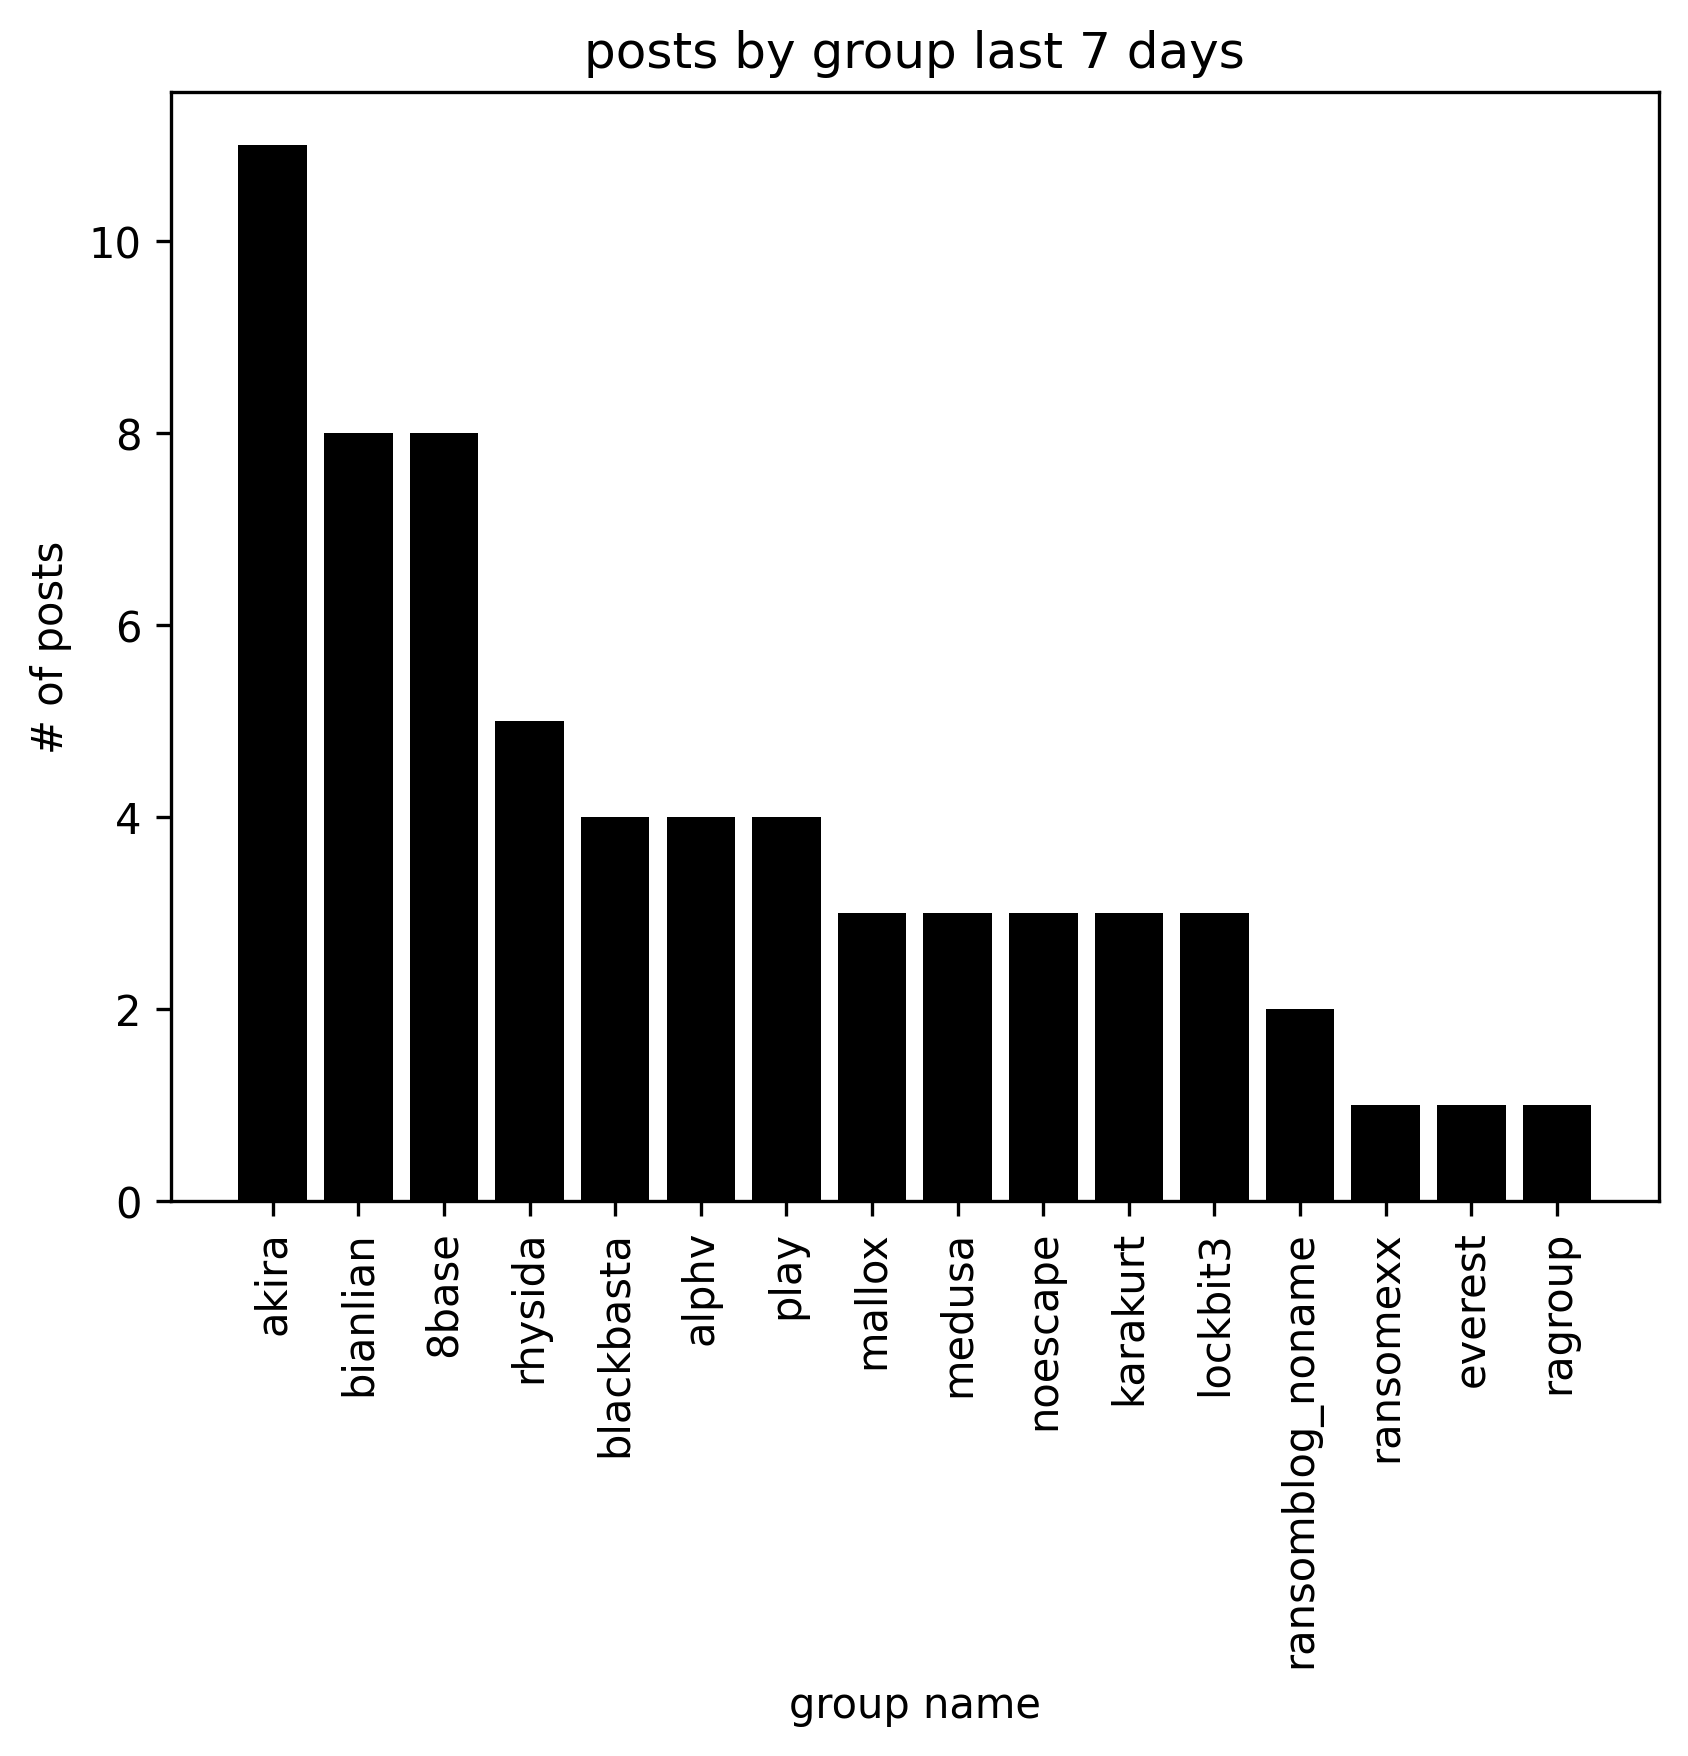 posts by group last 7 days
# of posts
10
8
6
4
2
0
akira
bianlian
8base
rhysida
blackbasta
alphv
play
mallox
medusa
noescape
karakurt
lockbit3
ransomblog_noname
ransomexx
everest
ragroup
group name